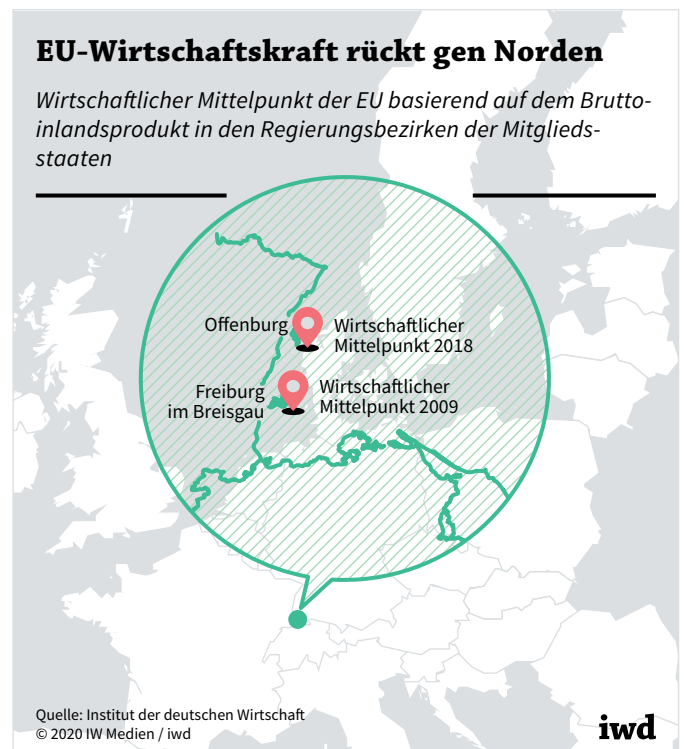 EU-Wirtschaftskraft rückt gen Norden
Wirtschaftlicher Mittelpunkt der EU basierend auf dem Brutto-
inlandsprodukt in den Regierungsbezirken der Mitglieds-
staaten
Offenburg
Wirtschaftlicher
Mittelpunkt 2018
Freiburg
im Breisgau
Wirtschaftlicher
Mittelpunkt 2009
Quelle: Institut der deutschen Wirtschaft
© 2020 IW Medien / iwd
iwd